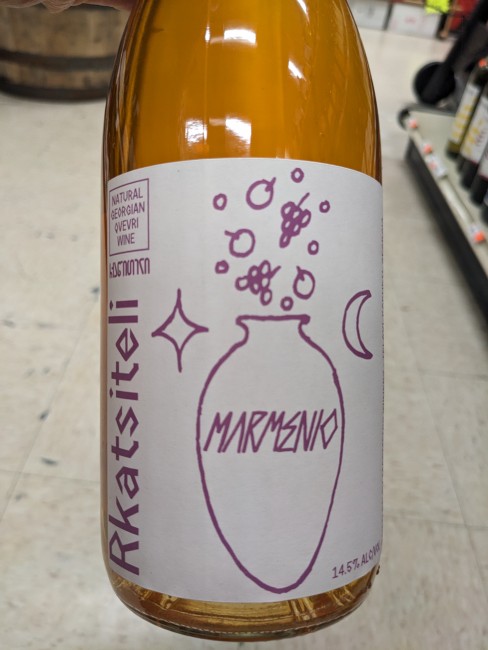 NATURAL
GEORGIAN
QVEVRI
WINE
Rkatsiteli
MARMENIO
14.5% ALC/VOL